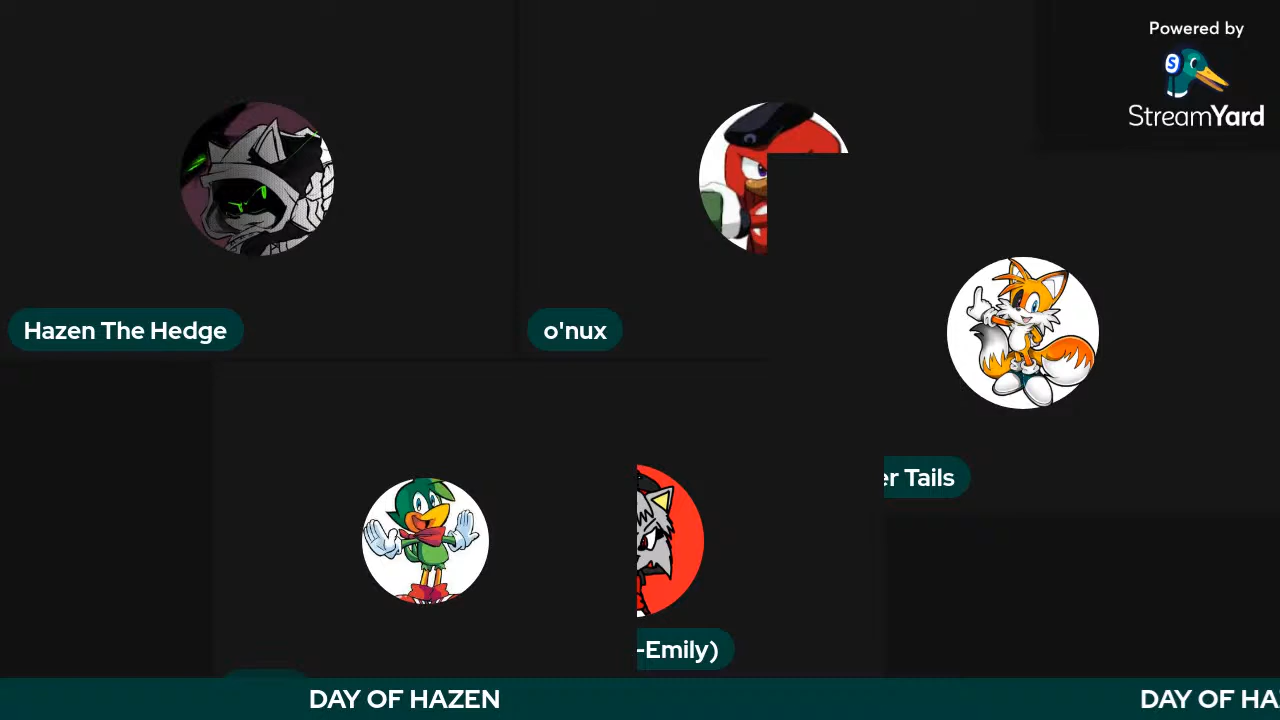 Powered by
StreamYard
Hazen The Hedge
o'nux
er Tails
-Emily)
DAY OF HAZEN
DAY OF HA